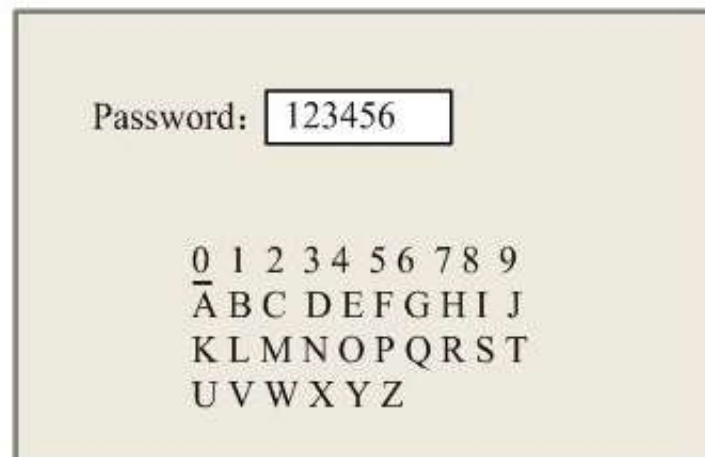 Password: 123456
0 1 2 3 4 5 6 7 8 9
A B C D E F G H I J
K L M N O P Q R S T
U V W X Y Z